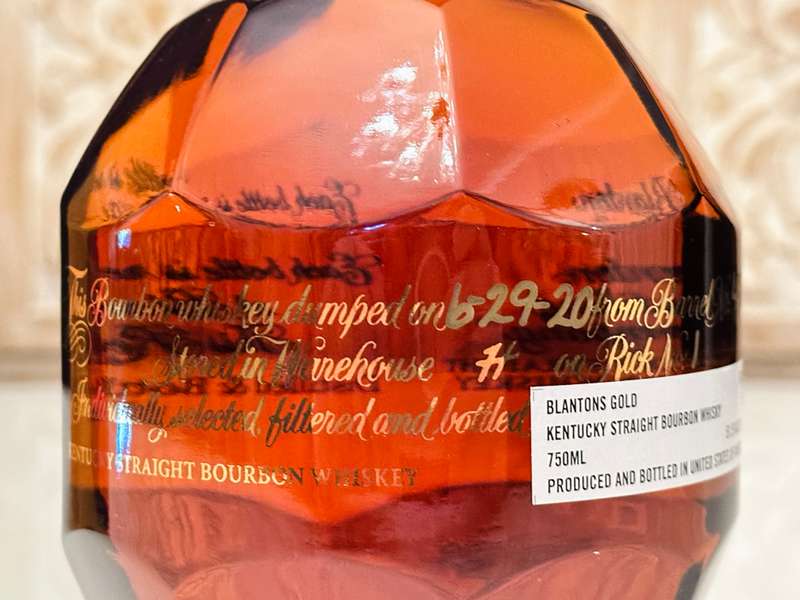 This Bourbon whiskey dumped on 6-29-20 from Barrel No.
Stored in Warehouse H on Rick No. 1
Individually selected, filtered and bottled
KENTUCKY STRAIGHT BOURBON WHISKEY
BLANTONS GOLD
KENTUCKY STRAIGHT BOURBON WHISKY
750ML
PRODUCED AND BOTTLED IN UNITED STATES